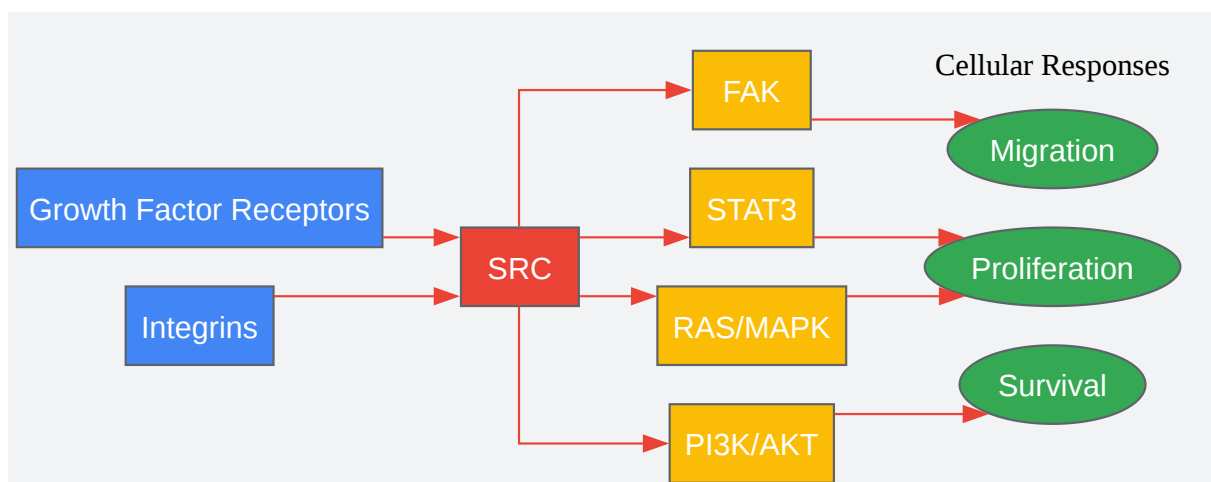 Cellular Responses
FAK
Migration
Growth Factor Receptors
STAT3
SRC
Proliferation
Integrins
RAS/MAPK
Survival
PI3K/AKT